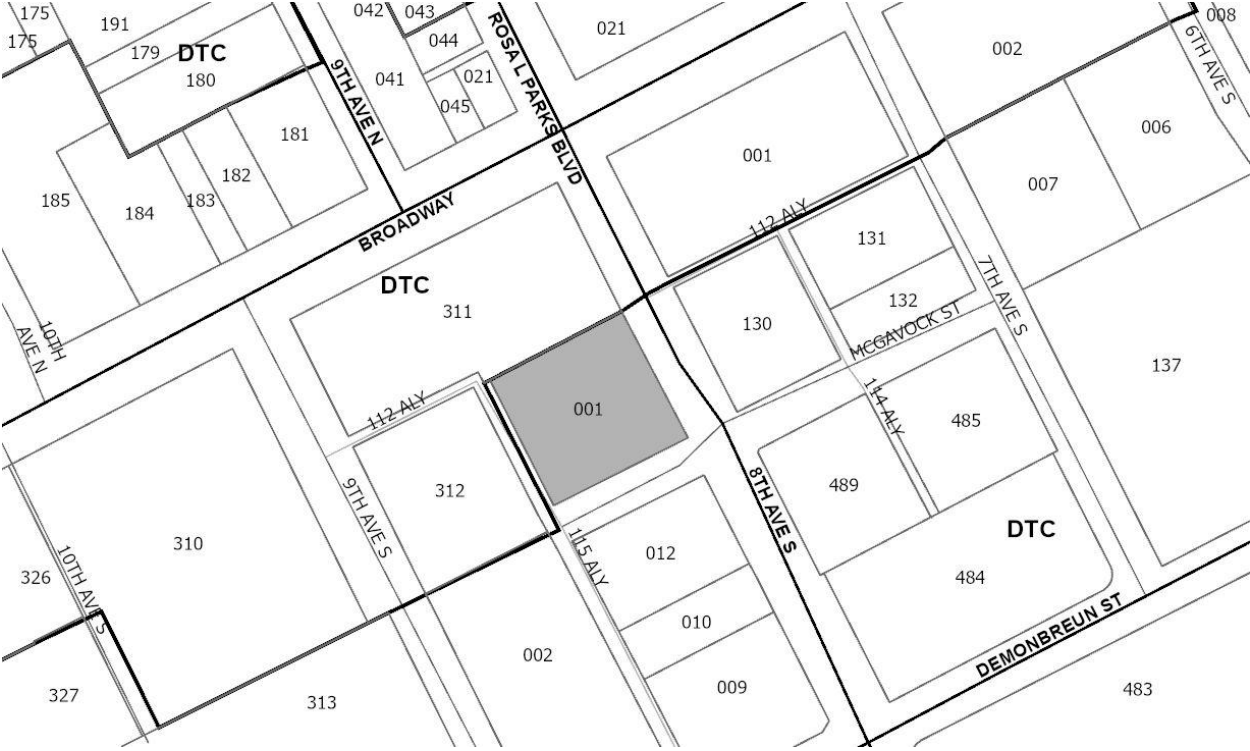 175
191
042
043
008
175
179
DTC
044
021
002
6TH AVE S
180
041
021
ROSA L PARKS BLVD
9TH AVE N
045
006
181
001
182
007
185
184
183
112 ALY
131
BROADWAY
DTC
7TH AVE S
132
311
130
MCGAVOCK ST
10TH
AVE N
137
112 ALY
001
114 ALY
485
312
489
9TH AVE S
8TH AVE S
310
DTC
012
115 ALY
326
10TH AVE S
484
010
DEMONBREUN ST
002
009
327
483
313